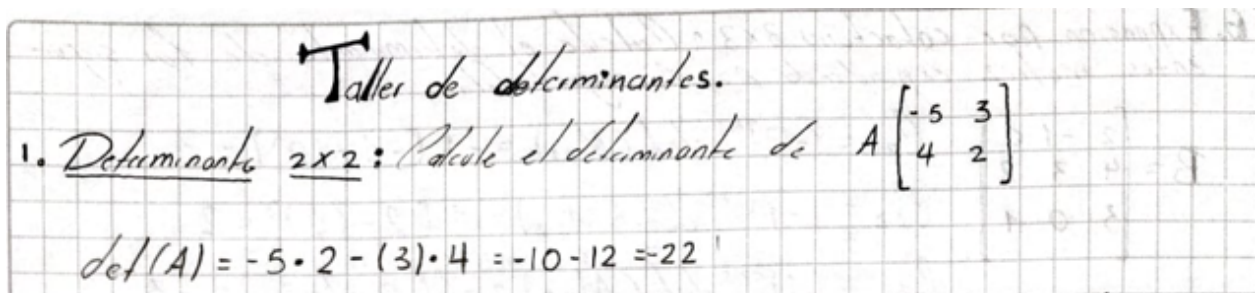 Taller de determinantes.
1. Determinante 2x2: Calcule el determinante de A [-5 3
4 2]
det(A) = -5 • 2 - (3) • 4 = -10 - 12 = -22